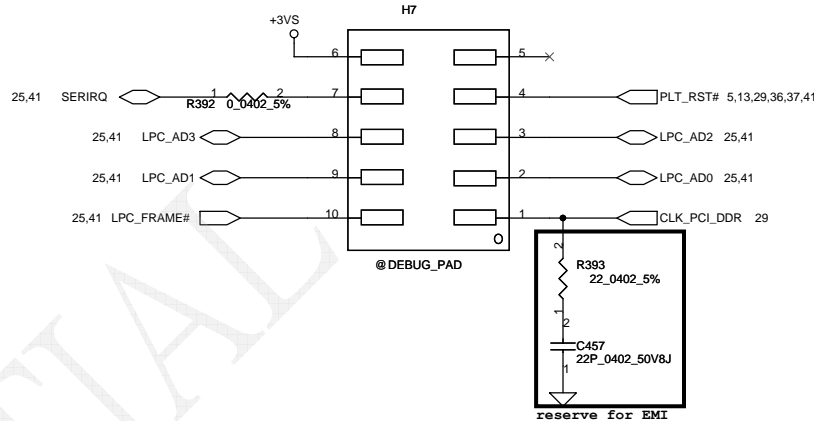 H7
+3VS
6 5
25,41 SERIRQ 1 2 7 4 PLT_RST# 5,13,29,36,37,41
R392 0_0402_5%
25,41 LPC_AD3 8 3 LPC_AD2 25,41
25,41 LPC_AD1 9 2 LPC_AD0 25,41
25,41 LPC_FRAME# 10 1 CLK_PCI_DDR 29
@DEBUG_PAD
2
R393
22_0402_5%
1
2
C457
22P_0402_50V8J
1
reserve for EMI
TIAL